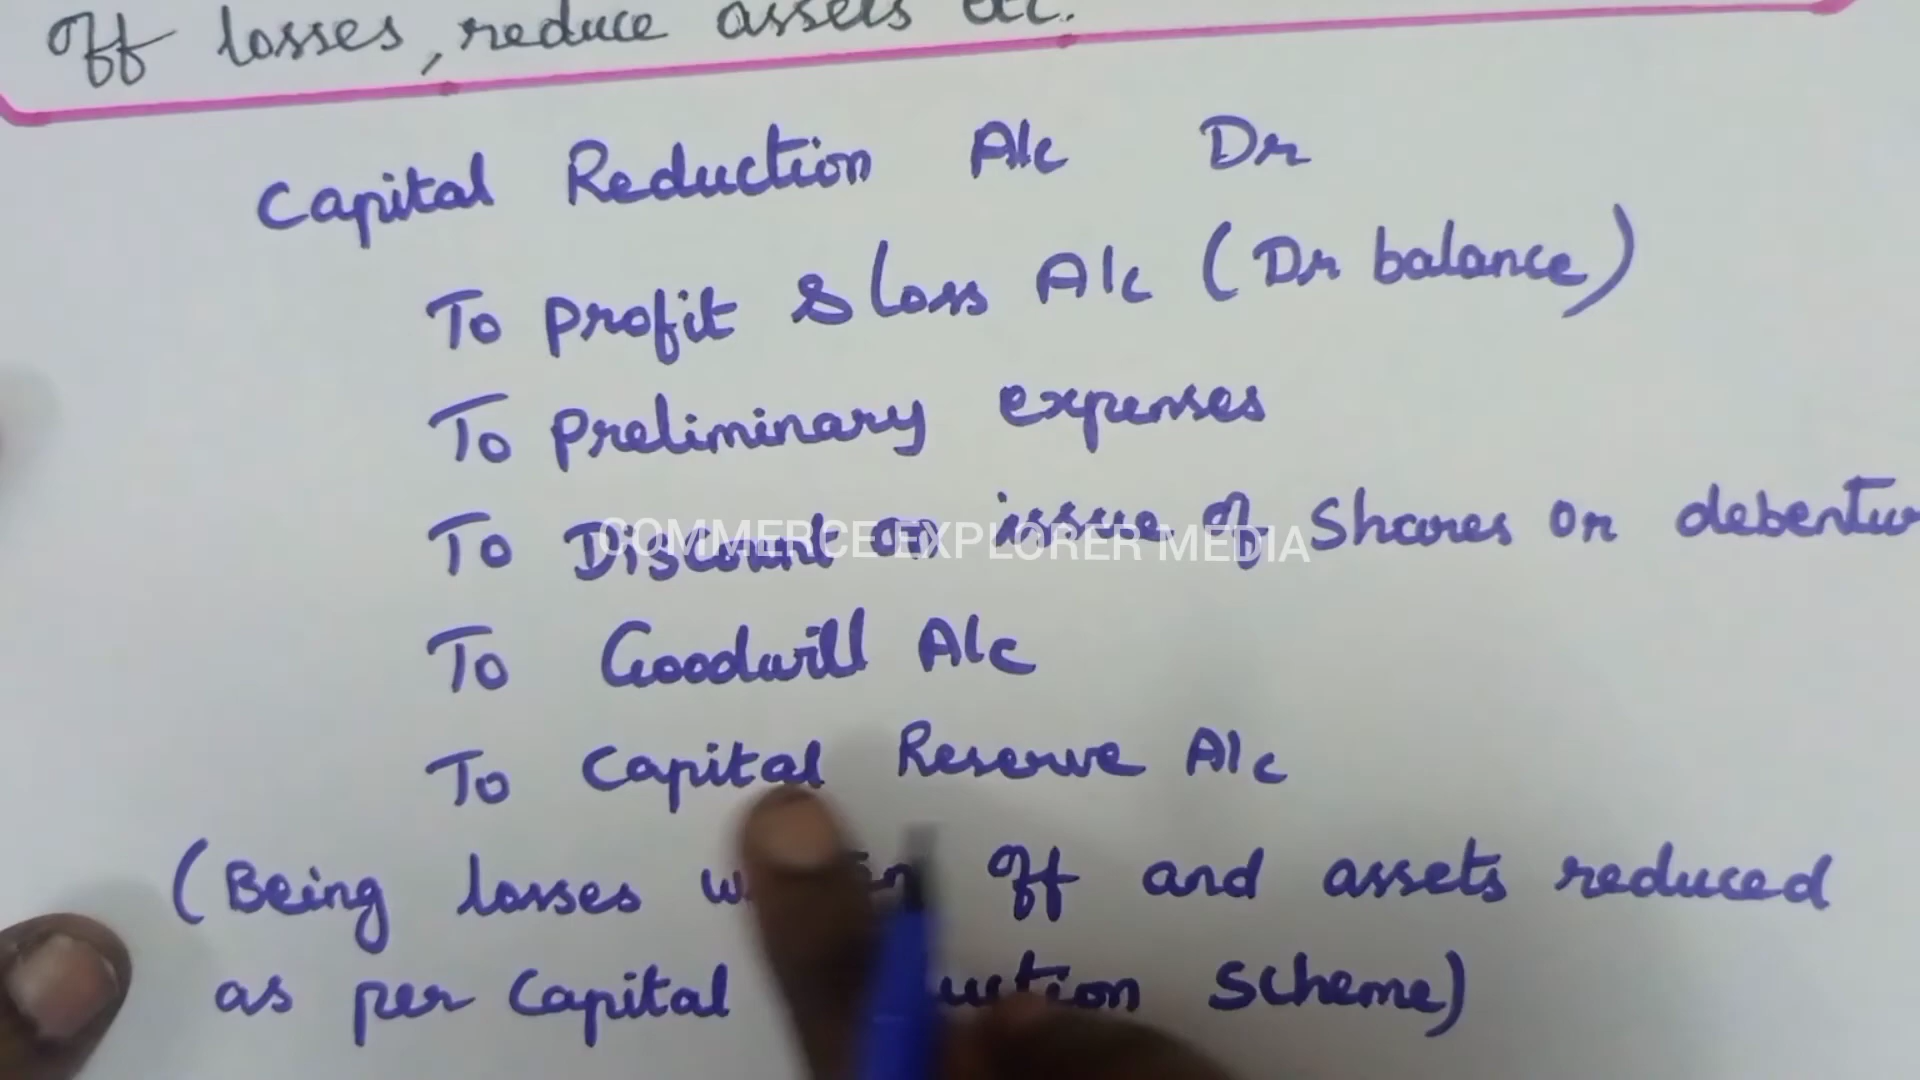 off losses, reduce assets etc.
Capital Reduction A/c Dr
To profit & loss A/c (Dr balance)
To preliminary expenses
To Discount on issue of shares or debentur
COMMERCE EXPLORER MEDIA
To Goodwill A/c
To Capital Reserve A/c
(Being losses off and assets reduced
as per Capital scheme)